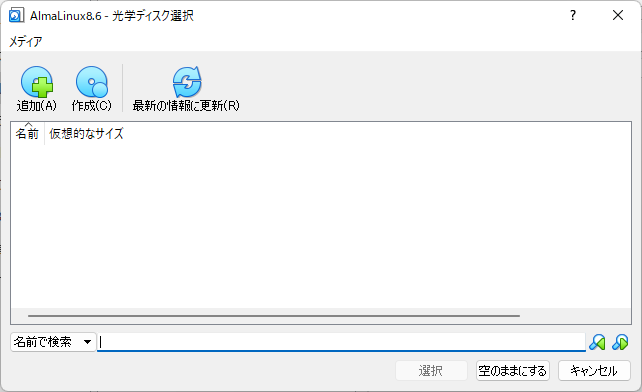 AlmaLinux8.6 - 光学ディスク選択
?
メディア
追加(A) 作成(C) 最新の情報に更新(R)
名前 仮想的なサイズ
名前で検索
選択 空のままにする キャンセル